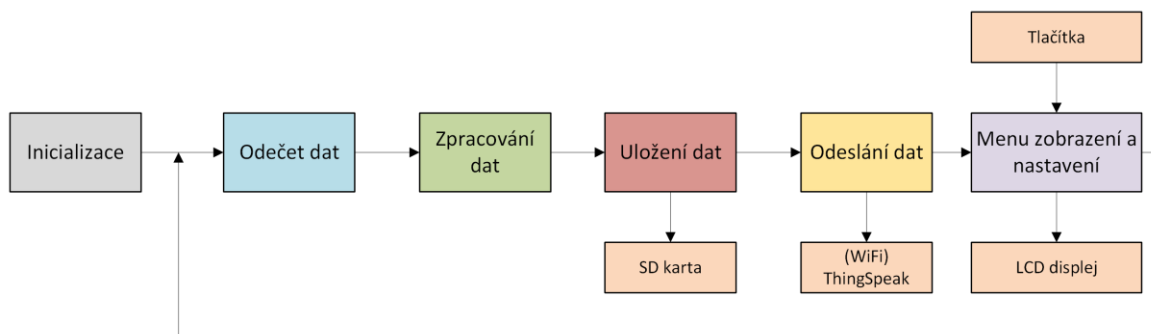 Tlačítka
Inicializace
Odečet dat
Zpracování
dat
Uložení dat
Odeslání dat
Menu zobrazení a
nastavení
SD karta
(WiFi)
ThingSpeak
LCD displej